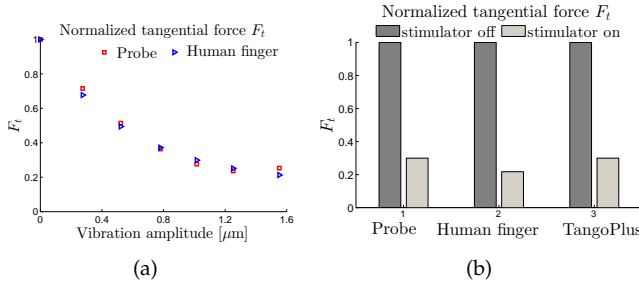 Normalized tangential force F_t
Probe Human finger
F_t
1
0.8
0.6
0.4
0.2
0
0 0.4 0.8 1.2 1.6
Vibration amplitude [μm]
(a)
Normalized tangential force F_t
stimulator off stimulator on
F_t
1
0.8
0.6
0.4
0.2
0
1 2 3
Probe Human finger TangoPlus
(b)